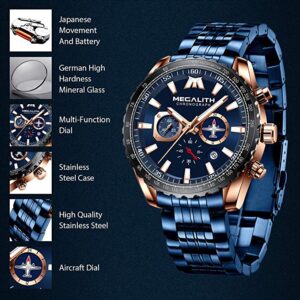 Japanese
Movement
And Battery
German High
Hardness
Mineral Glass
Multi-Function
Dial
Stainless
Steel Case
High Quality
Stainless Steel
Aircraft Dial
MEGALITH
CHRONOGRAPH